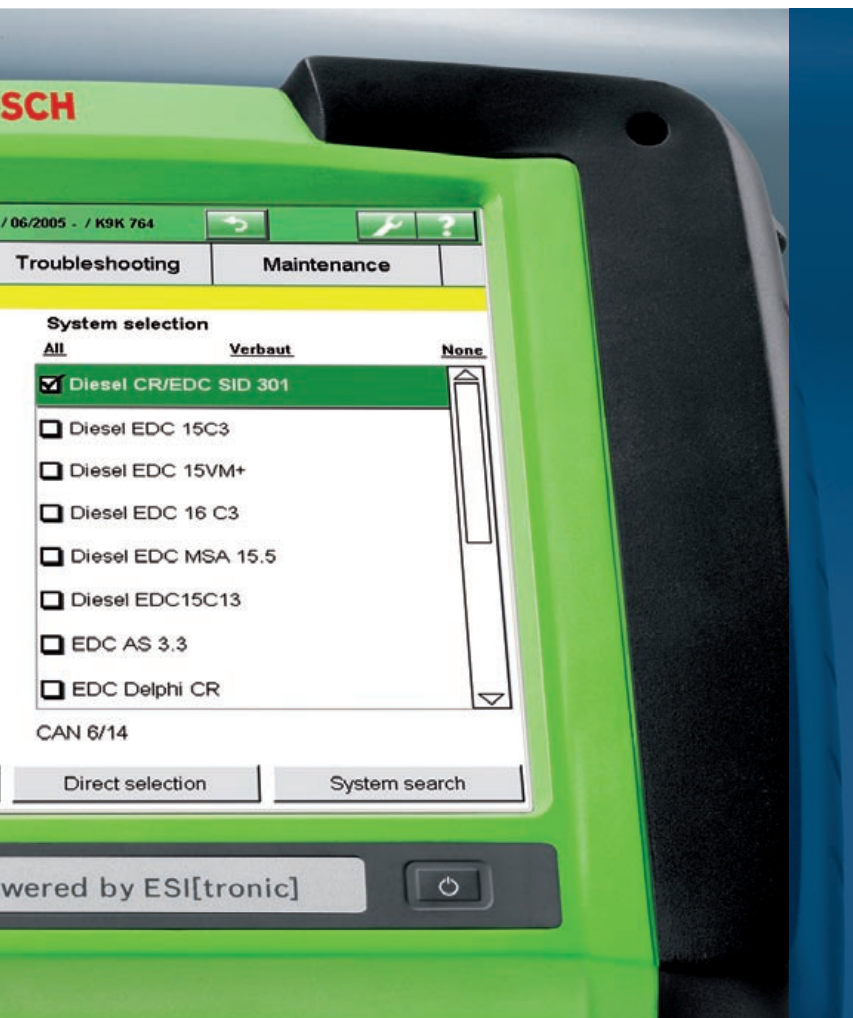 SCH
/ 06/2005 - / K9K 764
?
Troubleshooting Maintenance
System selection
All Verbaut None
Diesel CR/EDC SID 301
Diesel EDC 15C3
Diesel EDC 15VM+
Diesel EDC 16 C3
Diesel EDC MSA 15.5
Diesel EDC15C13
EDC AS 3.3
EDC Delphi CR
CAN 6/14
Direct selection System search
wered by ESI[tronic]